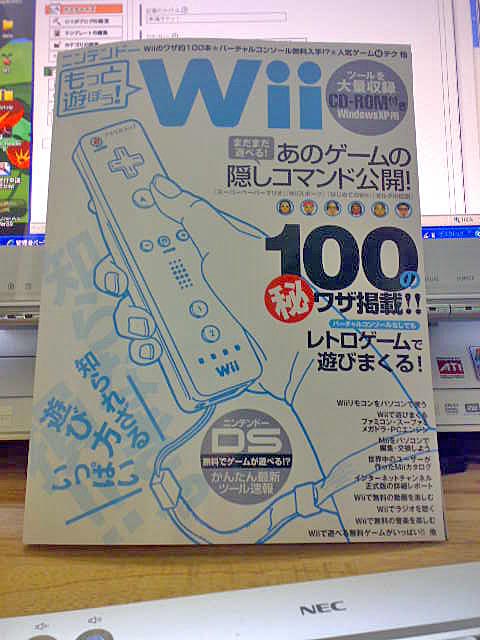 Wiiのワザ約100本★バーチャルコンソール無料入手!?★人気ゲーム㊙テク 他
ニンテンドー
もっと
遊ぼう!
Wii
ツールを
大量収録
CD-ROM付き
WindowsXP用
まだまだ
遊べる!
あのゲームの
隠しコマンド公開!
100の
㊙ワザ掲載!!
バーチャルコンソールなしでも
レトロゲームで
遊びまくる!
Wiiリモコンをパソコンで使う
Wiiで遊びまくる
ファミコン・スーファミ
メガドラ・PCエンジン
Miiをパソコンで
編集・交換しよう
世界中のユーザーが
作ったMiiカタログ
インターネットチャンネル
正式版の詳細レポート
Wiiで無料の動画を楽しむ
Wiiでラジオを聴く
Wiiで無料の音楽を楽しむ
Wiiで遊べる無料ゲームがいっぱい!! 他
知られざる
遊び方
いっぱい
ニンテンドー
DS
無料でゲームが遊べる!?
かんたん最新
ツール速報
A
1
2
Wii
ATI
NEC